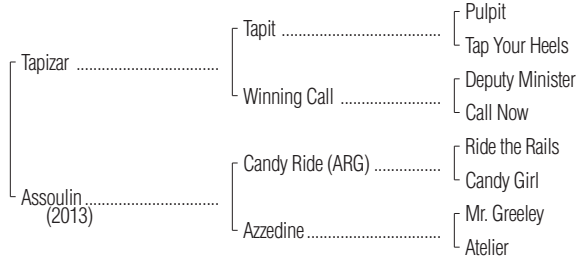 Pulpit
Tapit
Tap Your Heels
Tapizar
Deputy Minister
Winning Call
Call Now
Ride the Rails
Candy Ride (ARG)
Candy Girl
Assoulin
(2013)
Mr. Greeley
Azzedine
Atelier